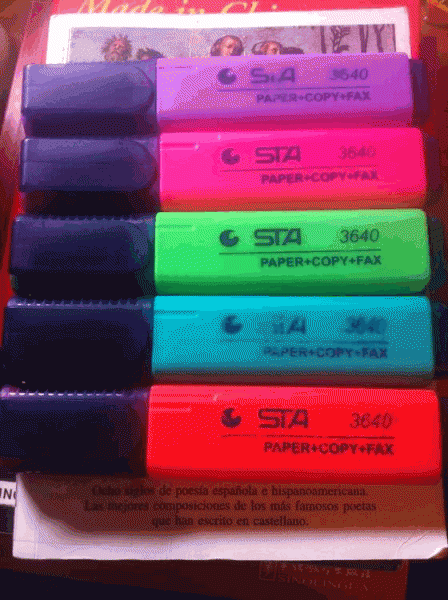 Made in Chi
STA 3640
PAPER+COPY+FAX
STA 3640
PAPER+COPY+FAX
STA 3640
PAPER+COPY+FAX
STA 3640
PAPER+COPY+FAX
STA 3640
PAPER+COPY+FAX
Ocho siglos de poesía española e hispanoamericana.
Las mejores composiciones de los más famosos poetas
que han escrito en castellano.
SINOLINGUA